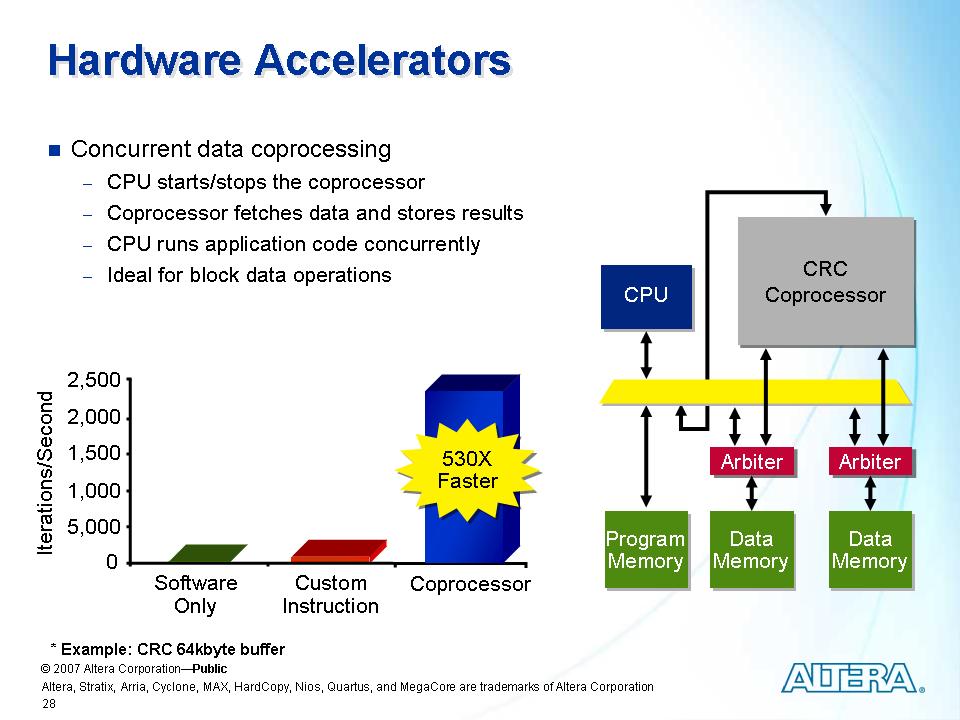 Hardware Accelerators
Concurrent data coprocessing
– CPU starts/stops the coprocessor
– Coprocessor fetches data and stores results
– CPU runs application code concurrently
– Ideal for block data operations
CPU
CRC
Coprocessor
Arbiter
Arbiter
Program
Memory
Data
Memory
Data
Memory
Iterations/Second
2,500
2,000
1,500
1,000
5,000
0
530X
Faster
Software
Only
Custom
Instruction
Coprocessor
* Example: CRC 64kbyte buffer
© 2007 Altera Corporation—Public
Altera, Stratix, Arria, Cyclone, MAX, HardCopy, Nios, Quartus, and MegaCore are trademarks of Altera Corporation
28
ALTERA®